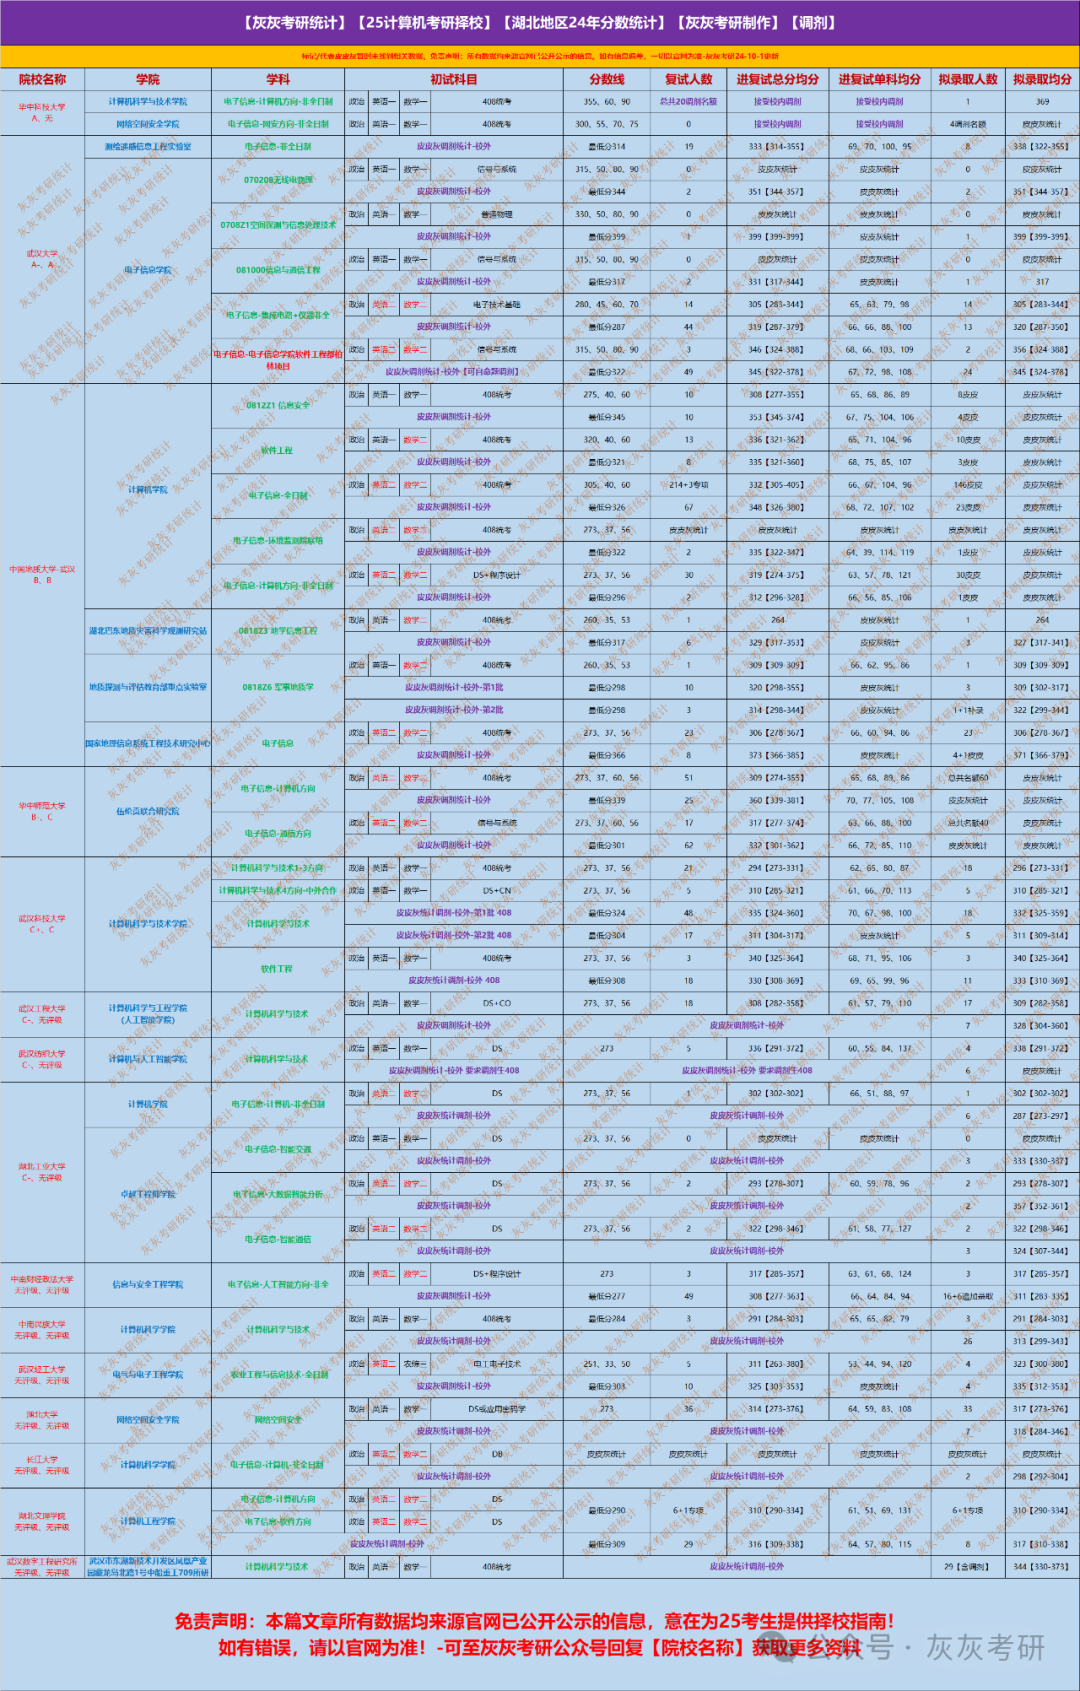 【灰灰考研统计】【25计算机考研择校】【湖北地区24年分数统计】【灰灰考研制作】【调剂】
院校名称 学院 学科 初试科目 分数线 复试人数 进复试总分均分 进复试单科均分 拟录取人数 拟录取均分
华中科技大学 A、无
计算机科学与技术学院 电子信息-计算机方向-非全日制 政治 英语一 数学一 408统考 355、60、90 总共20调剂名额 接受校内调剂 接受校内调剂 1 369
网络空间安全学院 电子信息-网安方向-非全日制 政治 英语一 数学一 408统考 300、55、70、75 0 接受校内调剂 接受校内调剂 4调剂名额 皮皮灰统计
武汉大学 A-、A
测绘遥感信息工程实验室 电子信息-非全日制 皮皮灰调剂统计-校外 最低分314 19 333【314-355】 69、70、100、95 8 338【322-355】
电子信息学院 070208无线电物理 政治 英语一 数学一 信号与系统 315、50、80、90 0 皮皮灰统计 皮皮灰统计 0 皮皮灰统计
皮皮灰调剂统计-校外 最低分344 2 351【344-357】 皮皮灰统计 2 351【344-357】
0708Z1空间探测与信息处理技术 政治 英语一 数学一 普通物理 330、50、80、90 0 皮皮灰统计 皮皮灰统计 0 皮皮灰统计
皮皮灰调剂统计-校外 最低分399 1 399【399-399】 皮皮灰统计 1 399【399-399】
081000信息与通信工程 政治 英语一 数学一 信号与系统 315、50、80、90 0 皮皮灰统计 皮皮灰统计 0 皮皮灰统计
皮皮灰调剂统计-校外 最低分317 2 331【317-344】 皮皮灰统计 1 317
电子信息-集成电路+仪器非全 政治 英语二 数学二 电子技术基础 280、45、60、70 14 305【283-344】 65、63、79、98 14 305【283-344】
皮皮灰调剂统计-校外 最低分287 44 319【287-379】 66、66、88、100 13 320【287-350】
电子信息-电子信息学院软件工程都柏林项目 政治 英语二 数学二 信号与系统 315、50、80、90 3 346【324-388】 68、66、103、109 2 356【324-388】
皮皮灰调剂统计-校外【可自命题调剂】 最低分322 49 345【322-378】 67、72、98、108 24 345【324-378】
中国地质大学-武汉 B、B
计算机学院 0812Z1 信息安全 政治 英语一 数学一 408统考 275、40、60 10 308【277-355】 65、68、86、89 8皮皮 皮皮灰统计
皮皮灰调剂统计-校外 最低分345 10 353【345-374】 67、75、104、106 4皮皮 皮皮灰统计
软件工程 政治 英语一 数学二 408统考 320、40、60 13 336【321-362】 65、71、104、96 10皮皮 皮皮灰统计
皮皮灰调剂统计-校外 最低分321 8 335【321-360】 68、75、85、107 3皮皮 皮皮灰统计
电子信息-全日制 政治 英语二 数学二 408统考 305、40、60 214+3专项 332【305-405】 66、67、104、96 146皮皮 皮皮灰统计
皮皮灰调剂统计-校外 最低分326 67 348【326-380】 68、72、107、102 23皮皮 皮皮灰统计
电子信息-环境监测院联培 政治 英语二 数学二 408统考 273、37、56 皮皮灰统计 皮皮灰统计 皮皮灰统计 皮皮灰统计 皮皮灰统计
皮皮灰调剂统计-校外 最低分322 2 335【322-347】 64、39、114、119 1皮皮 皮皮灰统计
电子信息-计算机方向-非全日制 政治 英语二 数学二 DS+程序设计 273、37、56 30 319【274-375】 63、57、78、121 30皮皮 皮皮灰统计
皮皮灰调剂统计-校外 最低分296 2 312【296-328】 66、56、85、106 1皮皮 皮皮灰统计
湖北巴东地质灾害科学观测研究站 0818Z3 地学信息工程 政治 英语一 数学二 408统考 260、35、53 1 264 皮皮灰统计 1 264
皮皮灰调剂统计-校外 最低分317 6 329【317-353】 皮皮灰统计 3 327【317-341】
地质探测与评估教育部重点实验室 0818Z6 军事地质学 政治 英语一 数学二 408统考 260、35、53 1 309【309-309】 66、62、95、86 1 309【309-309】
皮皮灰调剂统计-校外-第1批 最低分298 10 320【298-355】 皮皮灰统计 3 309【302-317】
皮皮灰调剂统计-校外-第2批 最低分298 3 314【298-344】 皮皮灰统计 1+1补录 322【299-344】
国家地理信息系统工程技术研究中心 电子信息 政治 英语二 数学二 408统考 273、37、56 23 306【278-367】 66、60、94、86 23 306【278-367】
皮皮灰调剂统计-校外 最低分366 8 373【366-385】 皮皮灰统计 4+1皮皮 371【366-379】
华中师范大学 B-、C
伍伦贡联合研究院 电子信息-计算机方向 政治 英语二 数学二 408统考 273、37、60、56 51 309【274-355】 65、68、89、86 总共名额60 皮皮灰统计
皮皮灰调剂统计-校外 最低分339 25 360【339-381】 70、77、105、108 皮皮灰统计 皮皮灰统计
电子信息-通信方向 政治 英语二 数学二 信号与系统 273、37、60、56 17 317【277-374】 63、66、88、100 总共名额40 皮皮灰统计
皮皮灰调剂统计-校外 最低分301 62 332【301-362】 66、72、85、110 皮皮灰统计 皮皮灰统计
武汉科技大学 C+、C
计算机科学与技术学院 计算机科学与技术1-3方向 政治 英语一 数学一 408统考 273、37、56 21 294【273-331】 62、65、80、87 18 296【273-331】
计算机科学与技术4方向-中外合作 政治 英语一 数学一 DS+CN 273、37、56 5 310【285-321】 61、66、70、113 5 310【285-321】
计算机科学与技术 皮皮灰统计调剂-校外-第1批 408 最低分324 48 335【324-360】 70、67、98、100 18 332【325-359】
皮皮灰统计调剂-校外-第2批 408 最低分304 17 311【304-317】 皮皮灰统计 5 311【309-314】
软件工程 政治 英语一 数学一 408统考 273、37、56 3 340【325-364】 68、71、95、106 3 340【325-364】
皮皮灰统计调剂-校外 408 最低分308 18 330【308-369】 69、65、99、96 11 333【310-369】
武汉工程大学 C-、无评级
计算机科学与工程学院（人工智能学院） 计算机科学与技术 政治 英语一 数学一 DS+CO 273、37、56 18 308【282-358】 61、57、79、110 17 309【282-358】
皮皮灰调剂统计-校外 皮皮灰调剂统计-校外 7 328【304-360】
武汉纺织大学 C-、无评级
计算机与人工智能学院 计算机科学与技术 政治 英语一 数学一 DS 273 5 336【291-372】 60、55、84、137 4 338【291-372】
皮皮灰调剂统计-校外 要求调剂生408 皮皮灰调剂统计-校外 要求调剂生408 6 皮皮灰统计
湖北工业大学 C-、无评级
计算机学院 电子信息-计算机-非全日制 政治 英语二 数学二 DS 273、37、56 1 302【302-302】 66、51、88、97 1 302【302-302】
皮皮灰统计调剂-校外 皮皮灰统计调剂-校外 6 287【273-297】
卓越工程师学院 电子信息-智能交通 政治 英语一 数学一 DS 273、37、56 0 皮皮灰统计 皮皮灰统计 0 皮皮灰统计
皮皮灰统计调剂-校外 皮皮灰统计调剂-校外 3 333【330-337】
电子信息-大数据智能分析 政治 英语二 数学二 DS 273、37、56 2 293【278-307】 60、59、78、96 2 293【278-307】
皮皮灰统计调剂-校外 皮皮灰统计调剂-校外 2 357【352-361】
电子信息-智能通信 政治 英语二 数学二 DS 273、37、56 2 322【298-346】 61、58、77、127 2 322【298-346】
皮皮灰统计调剂-校外 皮皮灰统计调剂-校外 3 324【307-344】
中南财经政法大学 无评级、无评级
信息与安全工程学院 电子信息-人工智能方向-非全 政治 英语二 数学二 DS+程序设计 273 3 317【285-357】 63、61、68、124 3 317【285-357】
皮皮灰调剂统计-校外 最低分277 49 308【277-363】 66、64、84、94 16+6追加录取 311【283-335】
中南民族大学 无评级、无评级
计算机科学学院 计算机科学与技术 政治 英语一 数学一 408统考 最低分284 3 291【284-303】 65、65、82、79 3 291【284-303】
皮皮灰调剂统计-校外 皮皮灰调剂统计-校外 26 313【299-343】
武汉轻工大学 无评级、无评级
电气与电子工程学院 农业工程与信息技术-全日制 政治 英语二 农综三 电工电子技术 251、33、50 5 311【263-380】 53、44、94、120 4 323【300-380】
皮皮灰调剂统计-校外 最低分303 10 325【303-353】 皮皮灰统计 4 335【312-353】
湖北大学 无评级、无评级
网络空间安全学院 网络空间安全 政治 英语一 数学一 DS或应用密码学 273 36 314【273-376】 64、59、83、108 33 317【273-376】
皮皮灰调剂统计-校外 皮皮灰调剂统计-校外 7 318【284-346】
长江大学 无评级、无评级
计算机科学学院 电子信息-计算机-非全日制 政治 英语二 数学二 DB 皮皮灰统计 皮皮灰统计 皮皮灰统计 皮皮灰统计 皮皮灰统计 皮皮灰统计
皮皮灰调剂统计-校外 皮皮灰调剂统计-校外 2 298【292-304】
湖北文理学院 无评级、无评级
计算机工程学院 电子信息-计算机方向 政治 英语二 数学二 DS 最低分290 6+1专项 310【290-334】 61、51、69、131 6+1专项 310【290-334】
电子信息-软件方向 政治 英语二 数学二 DS
皮皮灰统计调剂-校外 最低分309 29 316【309-338】 64、57、80、115 8 317【310-338】
武汉数字工程研究所 无评级、无评级
武汉市东湖新技术开发区凤凰产业园藏龙岛北路1号中船重工709所研 计算机科学与技术 政治 英语一 数学一 408统考 皮皮灰调剂统计-校外 29【含调剂】 344【330-373】
免责声明：本篇文章所有数据均来源官网已公开公示的信息，意在为25考生提供择校指南！
如有错误，请以官网为准！-可至灰灰考研公众号回复【院校名称】获取更多资料
公众号 · 灰灰考研